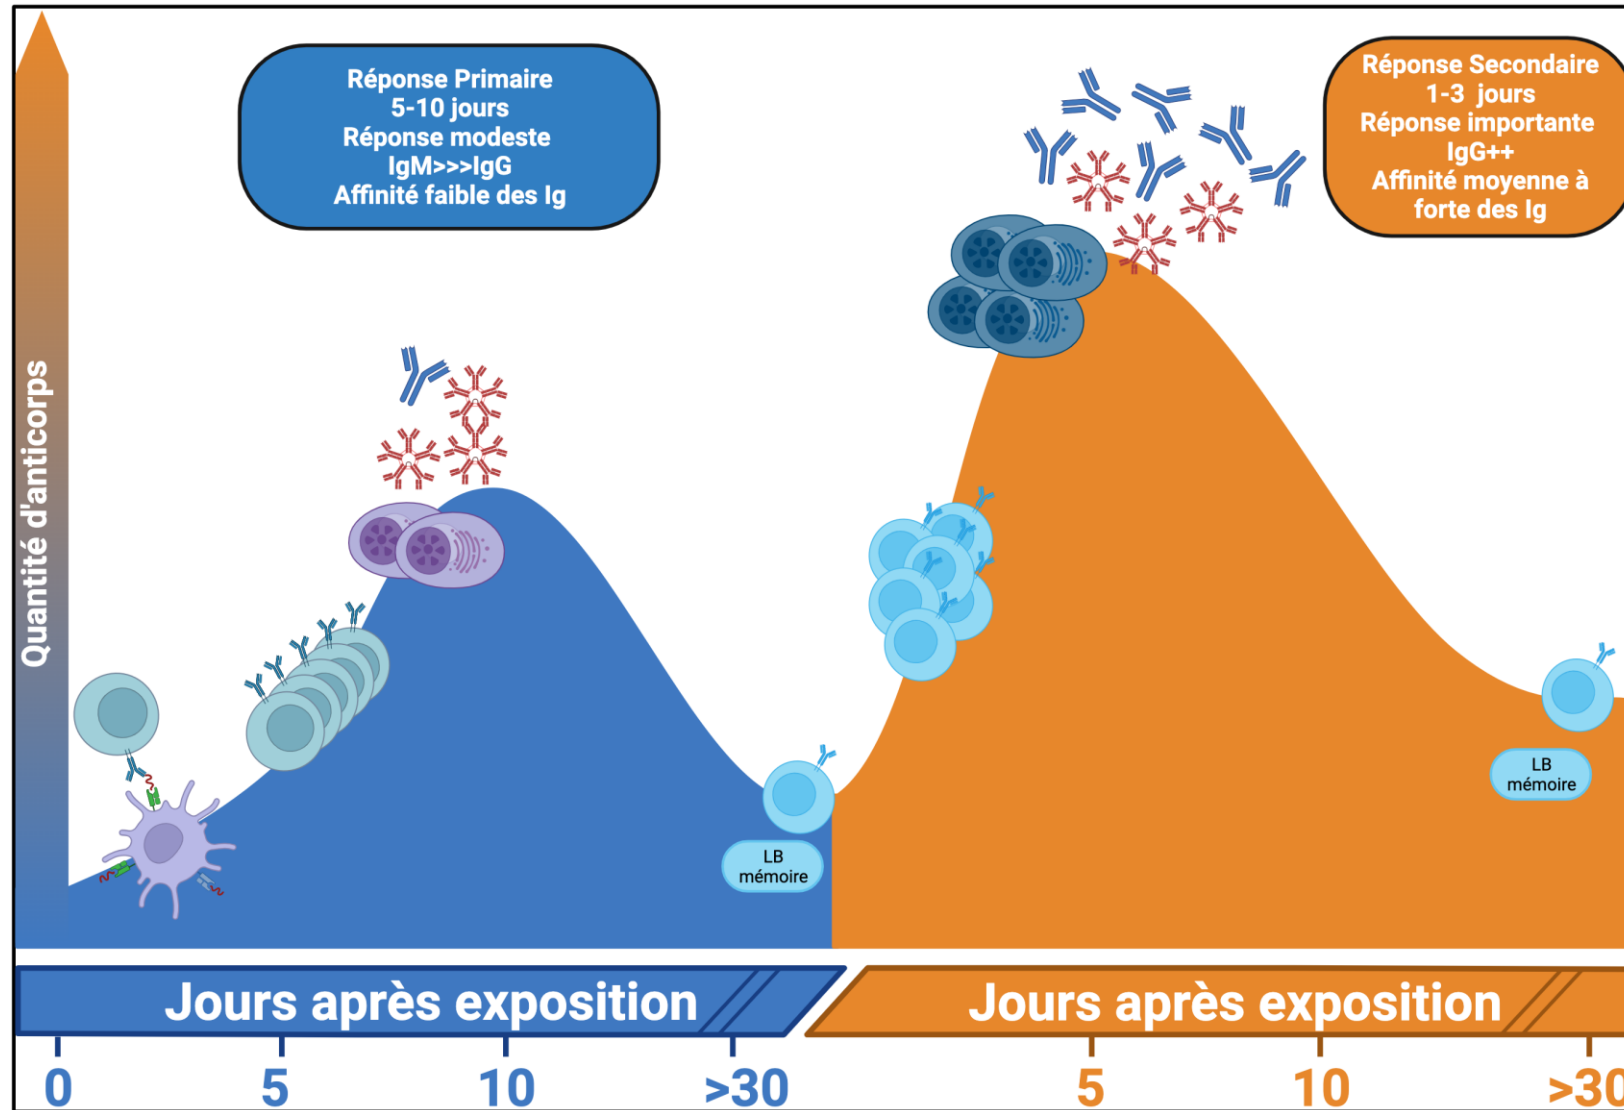 Réponse Primaire
5-10 jours
Réponse modeste
IgM>>>IgG
Affinité faible des Ig
Réponse Secondaire
1-3 jours
Réponse importante
IgG++
Affinité moyenne à
forte des Ig
Quantité d'anticorps
LB
mémoire
LB
mémoire
Jours après exposition
Jours après exposition
0 5 10 >30 5 10 >30